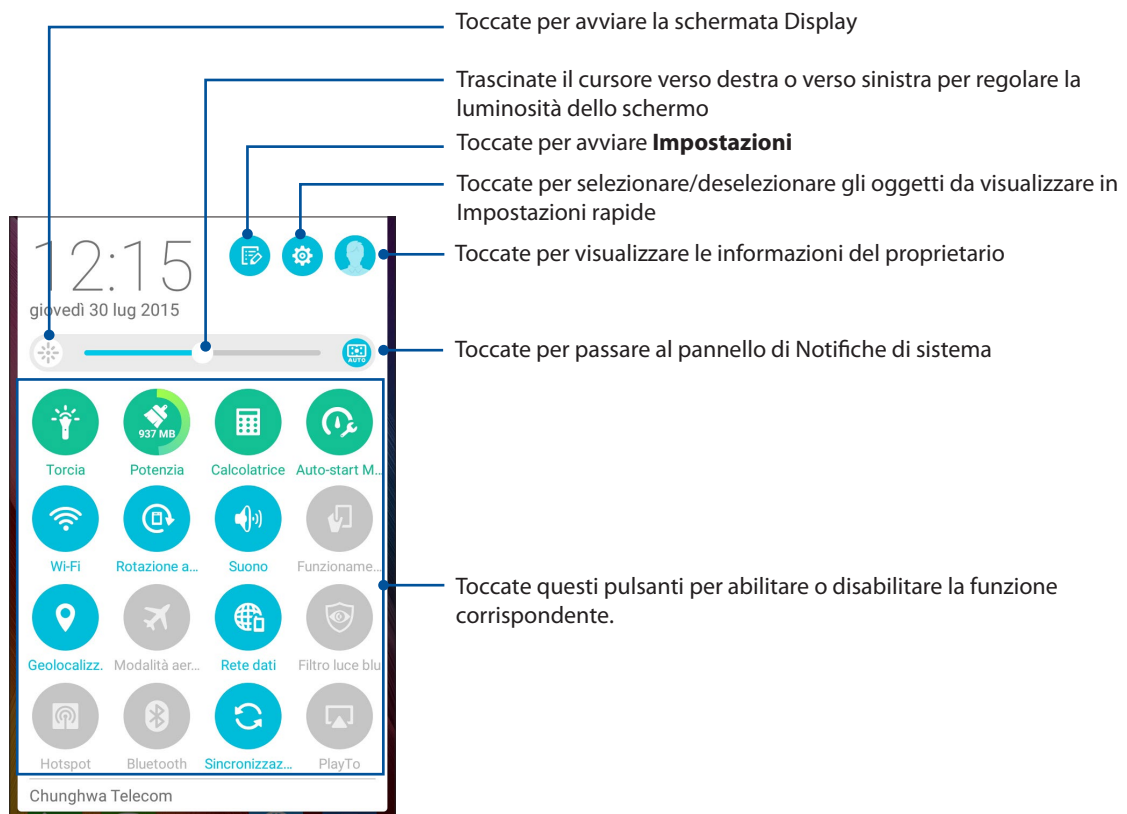 Toccate per avviare la schermata Display
Trascinate il cursore verso destra o verso sinistra per regolare la
luminosità dello schermo
Toccate per avviare Impostazioni
Toccate per selezionare/deselezionare gli oggetti da visualizzare in
Impostazioni rapide
Toccate per visualizzare le informazioni del proprietario
Toccate per passare al pannello di Notifiche di sistema
Toccate questi pulsanti per abilitare o disabilitare la funzione
corrispondente.
12:15
giovedì 30 lug 2015
AUTO
937 MB
Torcia Potenzia Calcolatrice Auto-start M...
Wi-Fi Rotazione a... Suono Funzioname...
Geolocalizz. Modalità aer... Rete dati Filtro luce blu
Hotspot Bluetooth Sincronizzaz... PlayTo
Chunghwa Telecom